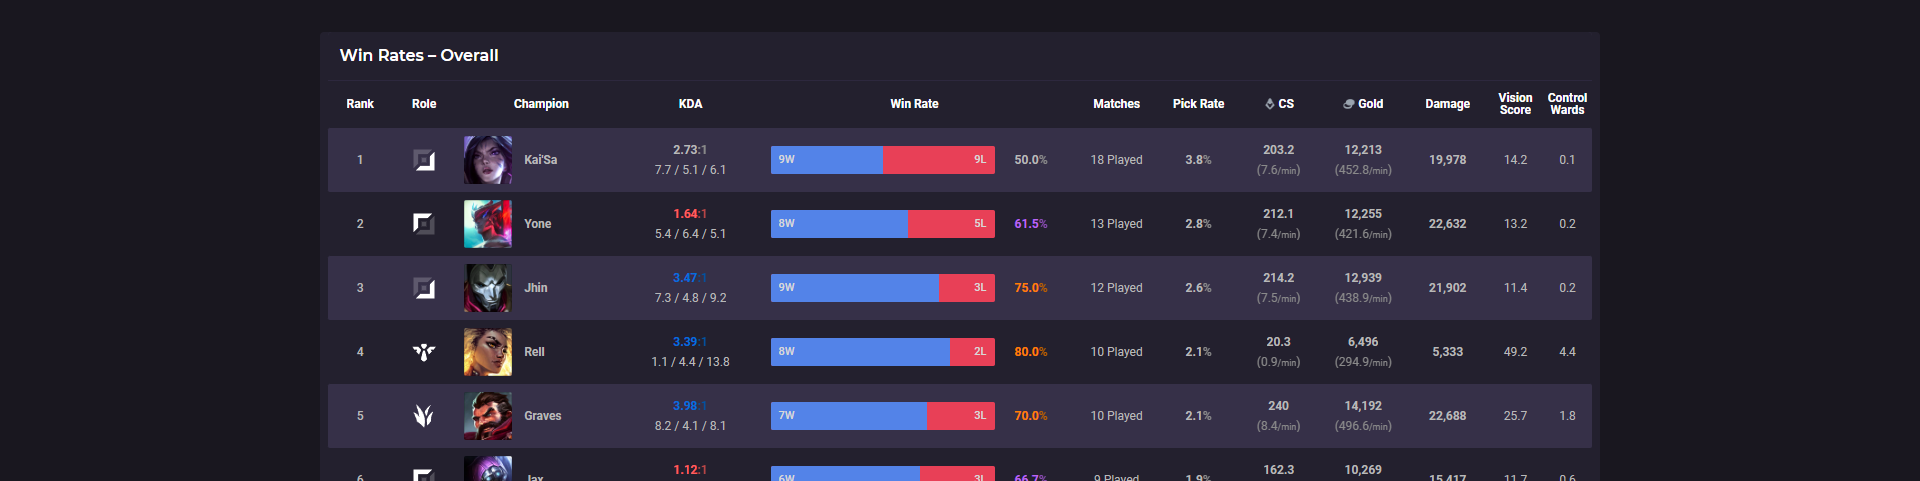 Win Rates – Overall
Rank Role Champion KDA Win Rate Matches Pick Rate CS Gold Damage Vision Score Control Wards
1 Kai'Sa 2.73:1 9W 9L 50.0% 18 Played 3.8% 203.2 12,213 19,978 14.2 0.1
7.7 / 5.1 / 6.1 (7.6/min) (452.8/min)
2 Yone 1.64:1 8W 5L 61.5% 13 Played 2.8% 212.1 12,255 22,632 13.2 0.2
5.4 / 6.4 / 5.1 (7.4/min) (421.6/min)
3 Jhin 3.47:1 9W 3L 75.0% 12 Played 2.6% 214.2 12,939 21,902 11.4 0.2
7.3 / 4.8 / 9.2 (7.5/min) (438.9/min)
4 Rell 3.39:1 8W 2L 80.0% 10 Played 2.1% 20.3 6,496 5,333 49.2 4.4
1.1 / 4.4 / 13.8 (0.9/min) (294.9/min)
5 Graves 3.98:1 7W 3L 70.0% 10 Played 2.1% 240 14,192 22,688 25.7 1.8
8.2 / 4.1 / 8.1 (8.4/min) (496.6/min)
6 Jax 1.12:1 6W 3L 66.7% 9 Played 1.9% 162.3 10,269 15,417 11.7 0.6